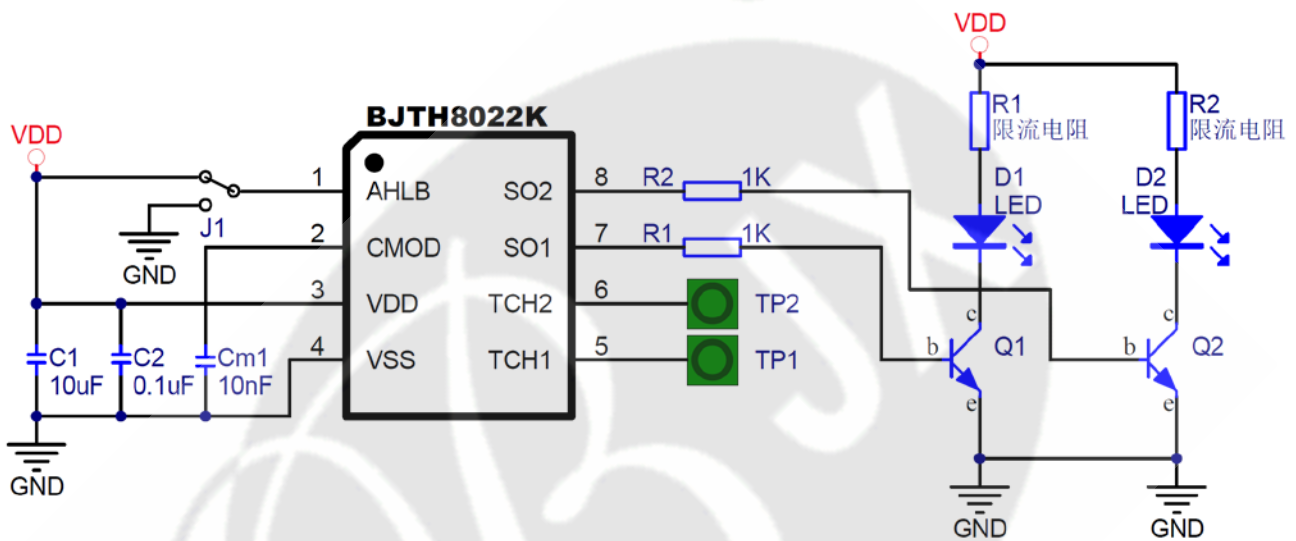 VDD
BJTH8022K
VDD
R1
限流电阻
R2
限流电阻
1
AHLB
SO2
8
R2
1K
D1
LED
D2
LED
J1
GND
2
CMOD
SO1
7
R1
1K
3
VDD
TCH2
6
TP2
C1
10uF
C2
0.1uF
Cm1
10nF
4
VSS
TCH1
5
TP1
c
b
Q1
e
c
b
Q2
e
GND
GND
GND